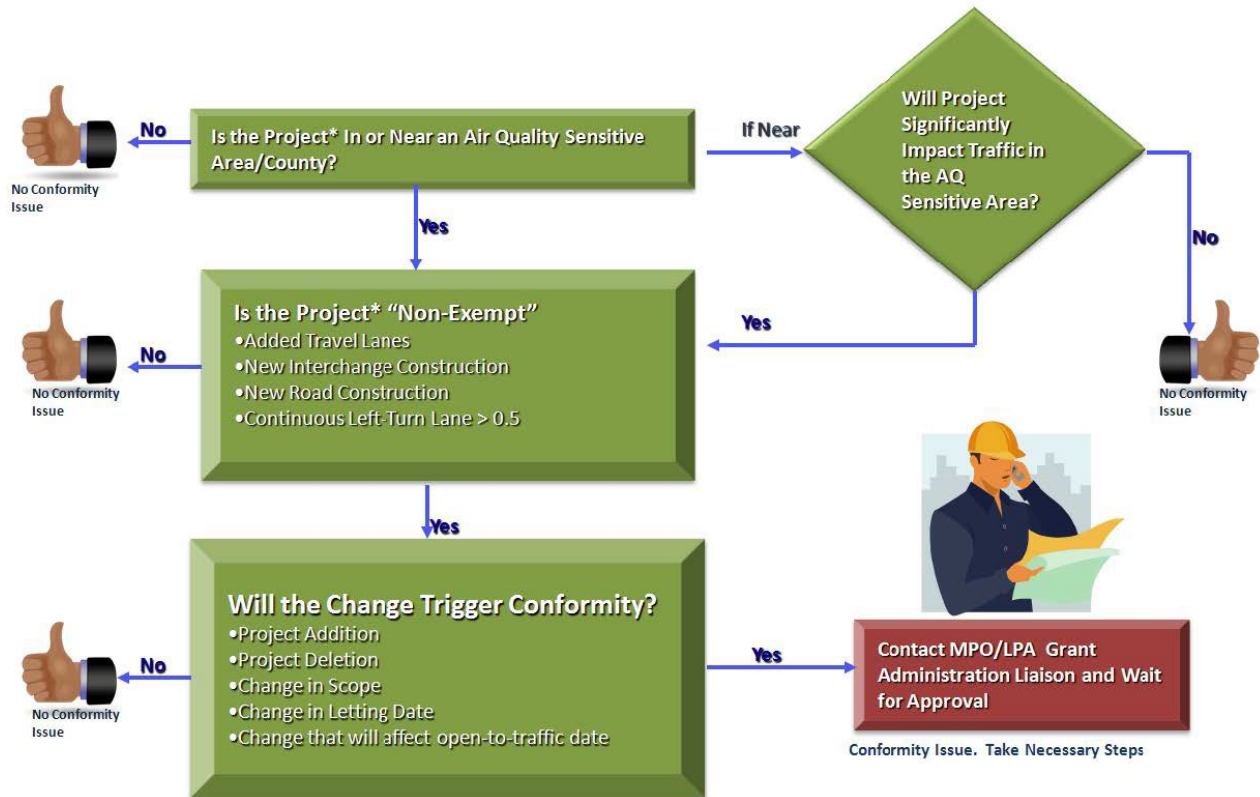 No
Is the Project* In or Near an Air Quality Sensitive
Area/County?
No Conformity
Issue
If Near
Will Project
Significantly
Impact Traffic in
the AQ
Sensitive Area?
No
No Conformity
Issue
Yes
Yes
Is the Project* “Non-Exempt”
•Added Travel Lanes
•New Interchange Construction
•New Road Construction
•Continuous Left-Turn Lane > 0.5
No
No Conformity
Issue
Yes
Will the Change Trigger Conformity?
•Project Addition
•Project Deletion
•Change in Scope
•Change in Letting Date
•Change that will affect open-to-traffic date
No
No Conformity
Issue
Yes
Contact MPO/LPA Grant
Administration Liaison and Wait
for Approval
Conformity Issue. Take Necessary Steps